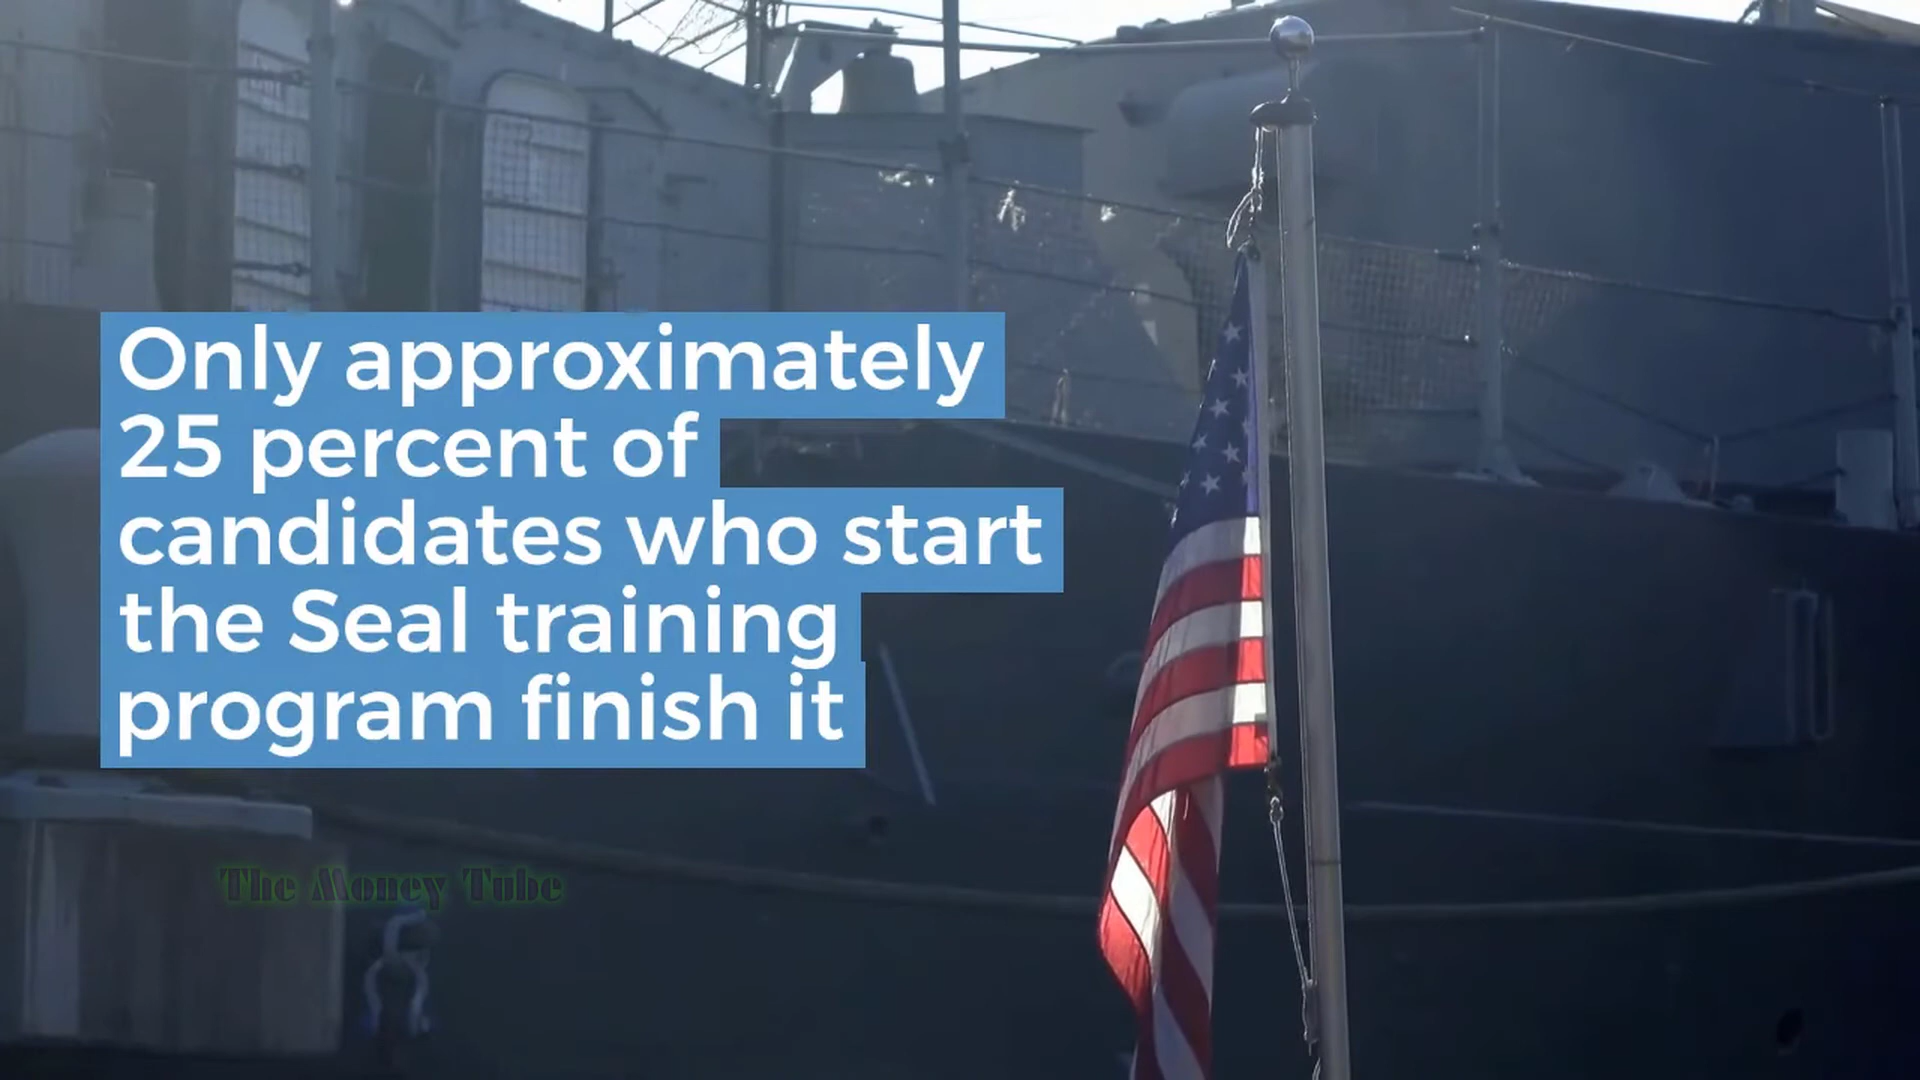 Only approximately
25 percent of
candidates who start
the Seal training
program finish it
The Money Tube